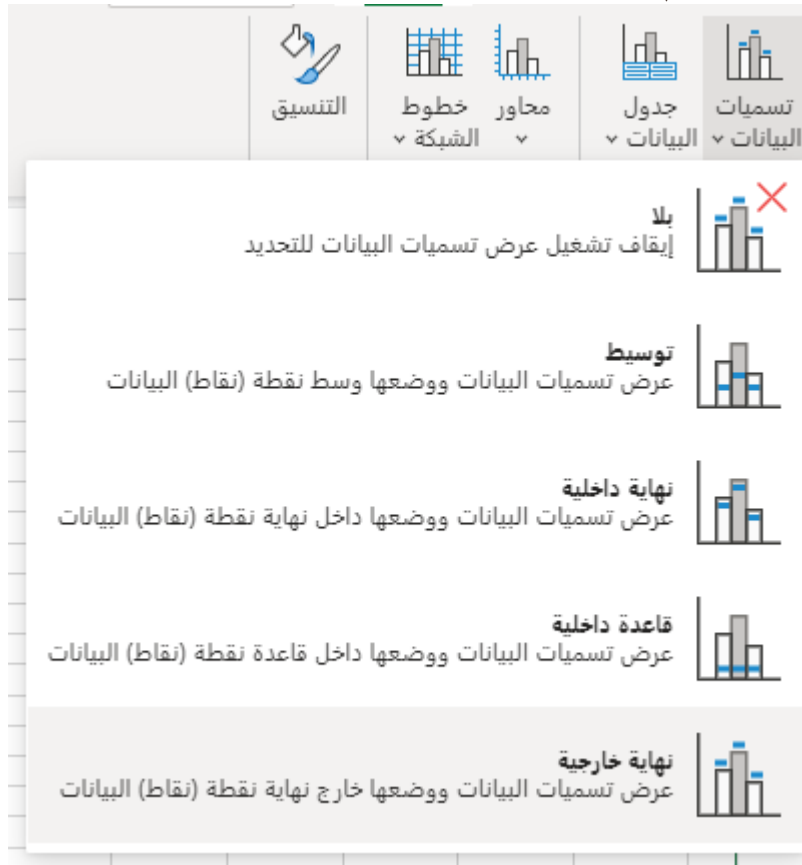 تسميات
البيانات
جدول
البيانات
محاور
خطوط
الشبكة
التنسيق
بلا
إيقاف تشغيل عرض تسميات البيانات للتحديد
توسيط
عرض تسميات البيانات ووضعها وسط نقطة (نقاط) البيانات
نهاية داخلية
عرض تسميات البيانات ووضعها داخل نهاية نقطة (نقاط) البيانات
قاعدة داخلية
عرض تسميات البيانات ووضعها داخل قاعدة نقطة (نقاط) البيانات
نهاية خارجية
عرض تسميات البيانات ووضعها خارج نهاية نقطة (نقاط) البيانات